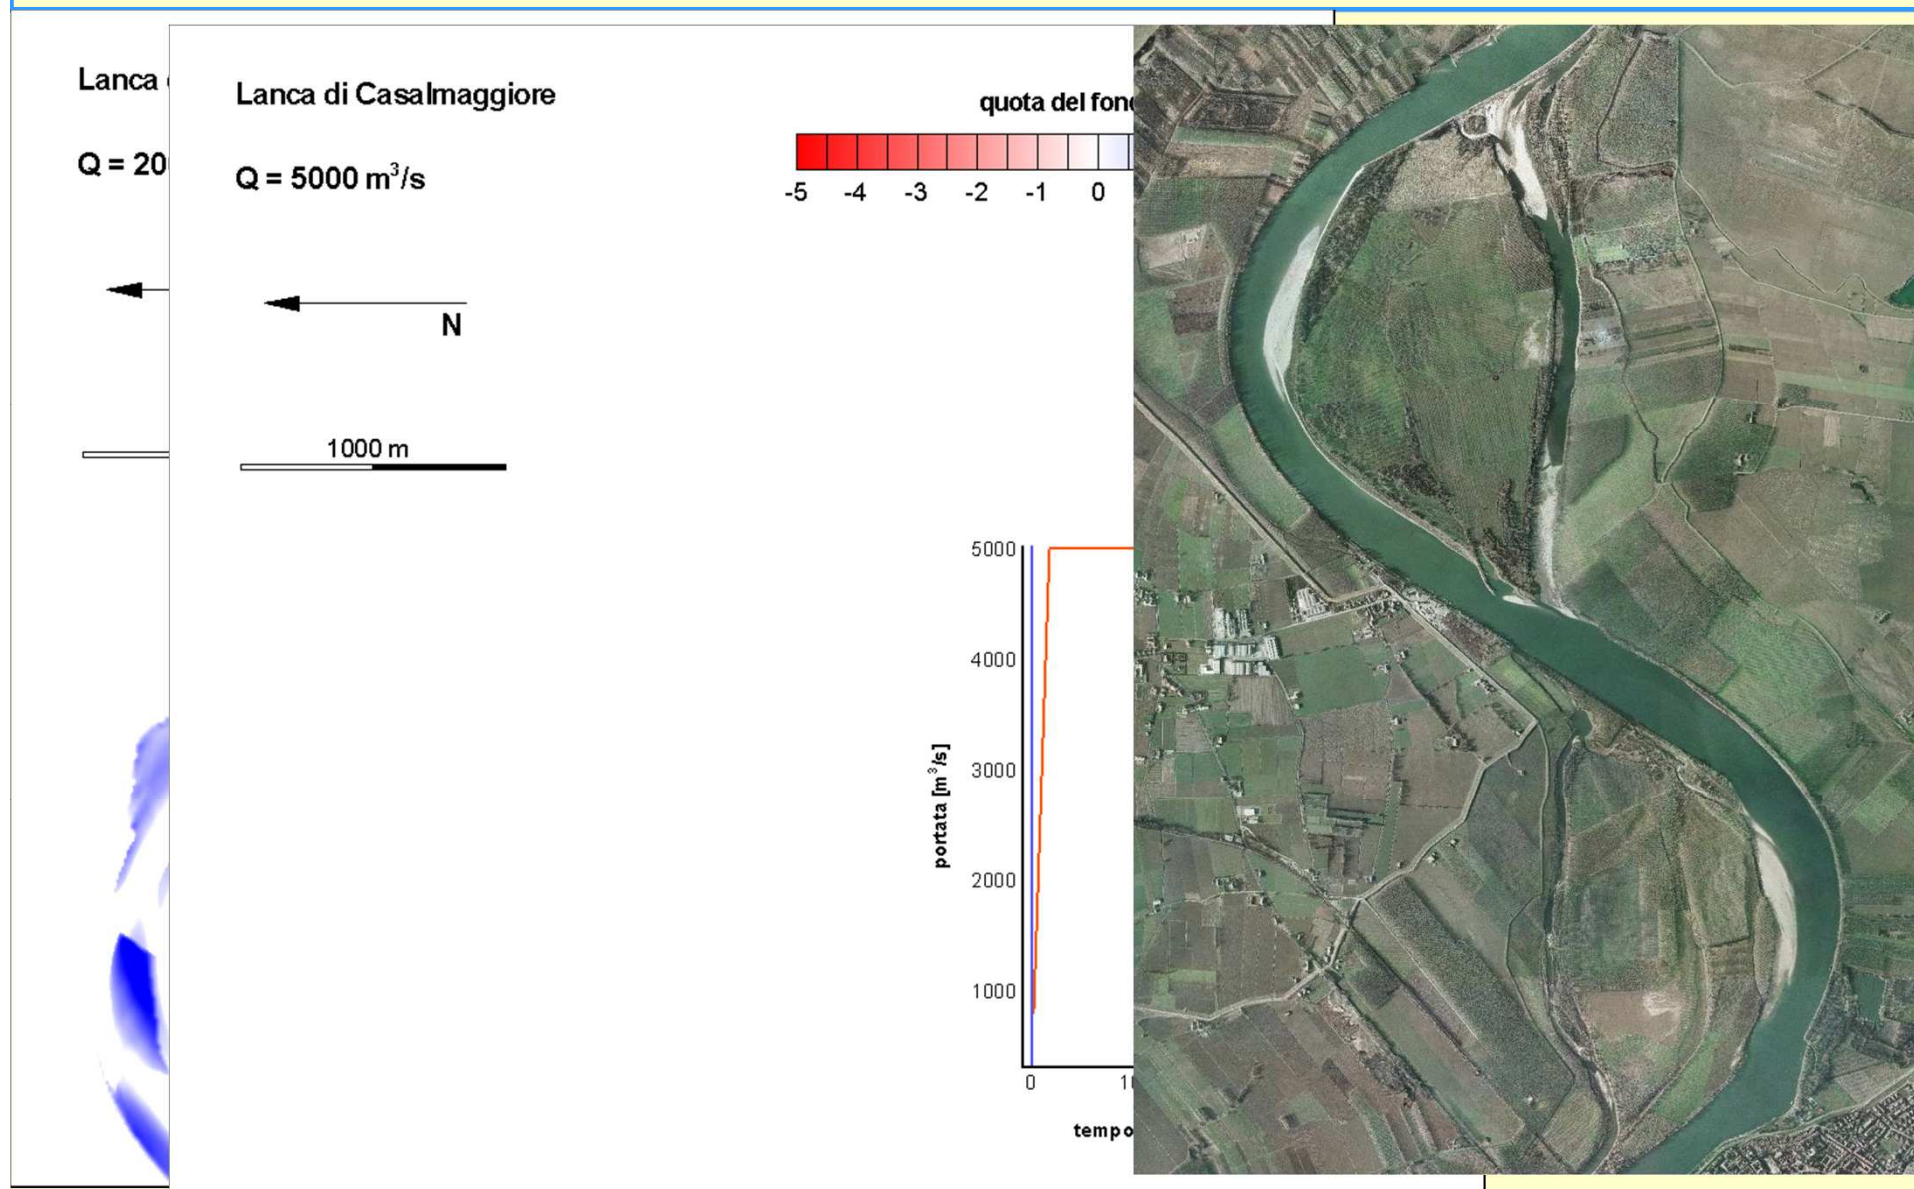 Lanca
Q = 20
Lanca di Casalmaggiore
Q = 5000 m³/s
N
1000 m
quota del fon
-5 -4 -3 -2 -1 0
5000
4000
3000
2000
1000
portata [m³/s]
0
tempo